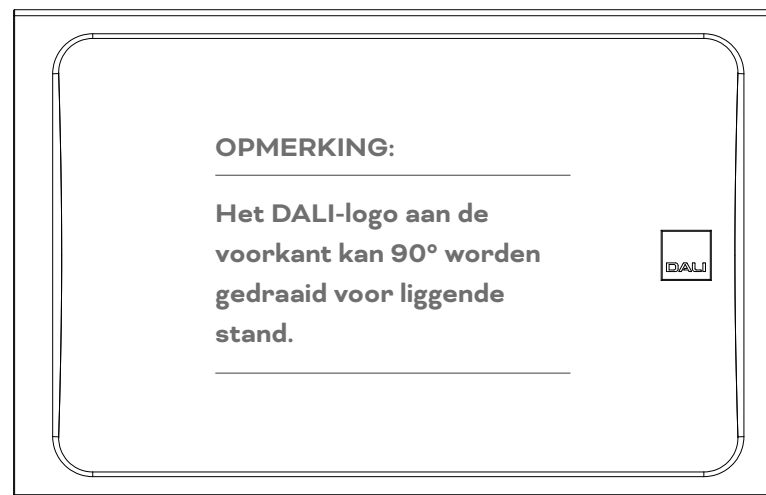 OPMERKING:
Het DALI-logo aan de
voorkant kan 90° worden
gedraaid voor liggende
stand.
DALI